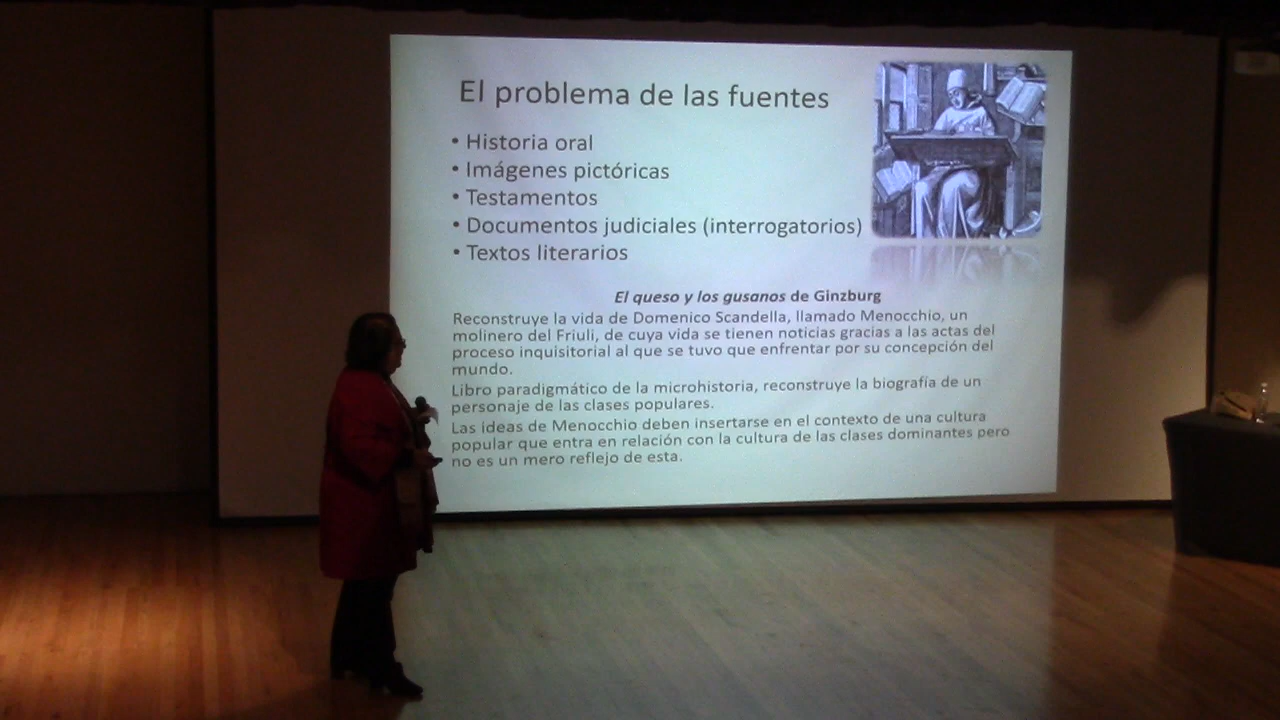 El problema de las fuentes
• Historia oral
• Imágenes pictóricas
• Testamentos
• Documentos judiciales (interrogatorios)
• Textos literarios
El queso y los gusanos de Ginzburg
Reconstruye la vida de Domenico Scandella, llamado Menocchio, un
molinero del Friuli, de cuya vida se tienen noticias gracias a las actas del
proceso inquisitorial al que se tuvo que enfrentar por su concepción del
mundo.
Libro paradigmático de la microhistoria, reconstruye la biografía de un
personaje de las clases populares.
Las ideas de Menocchio deben insertarse en el contexto de una cultura
popular que entra en relación con la cultura de las clases dominantes pero
no es un mero reflejo de esta.